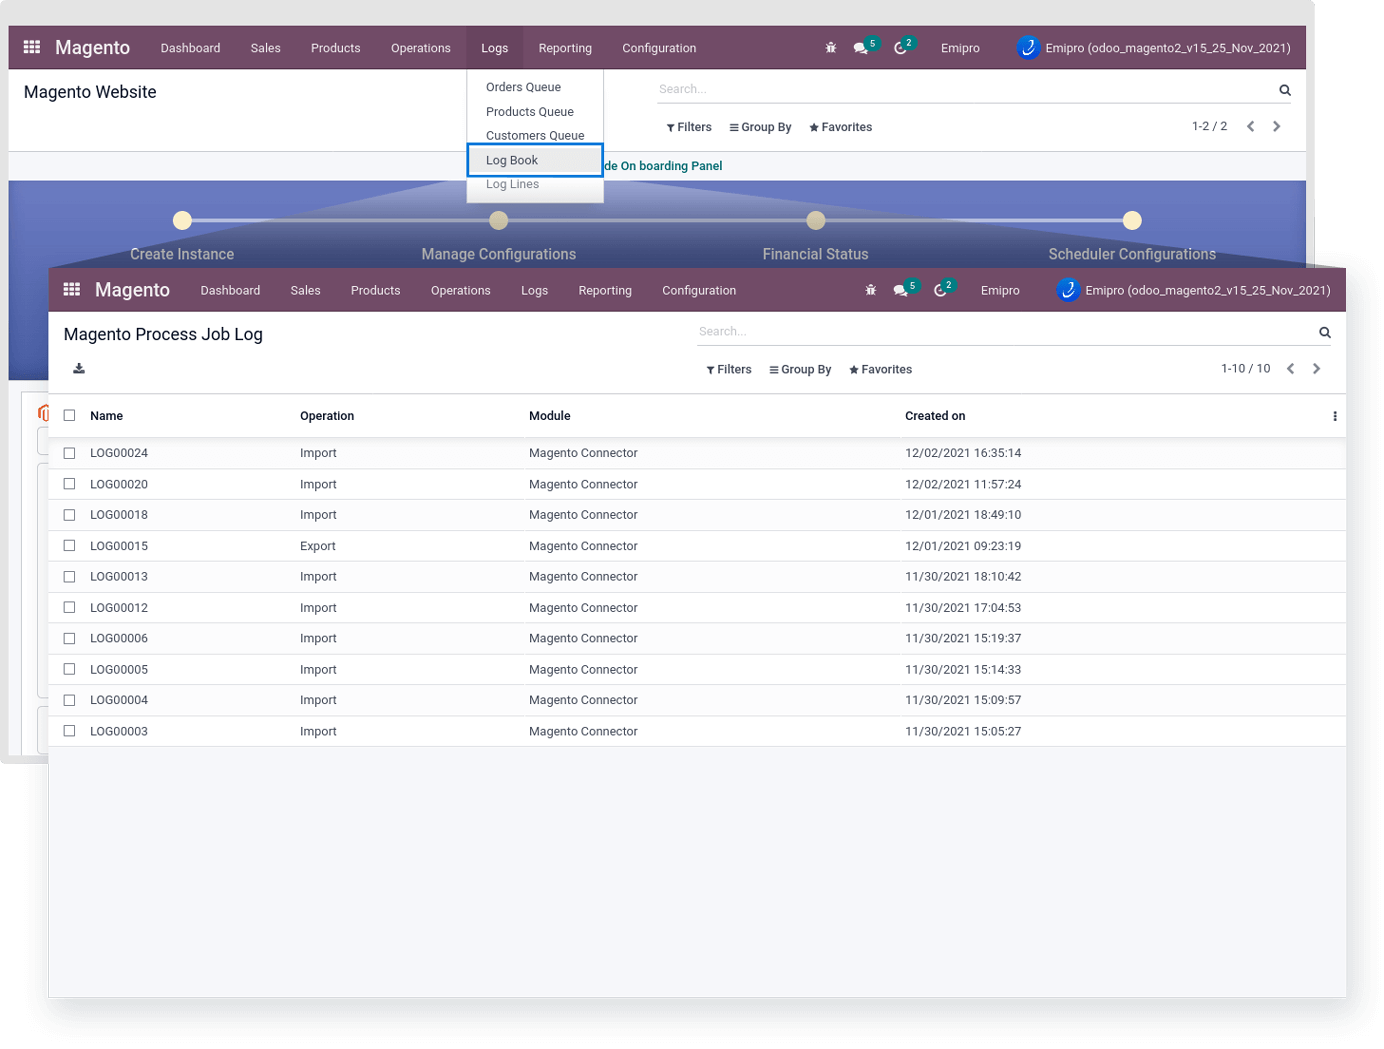 Magento Dashboard Sales Products Operations Logs Reporting Configuration 5 2 Emipro Emipro (odoo_magento2_v15_25_Nov_2021)
Magento Website
Search...
Filters Group By Favorites
1-2 / 2
Orders Queue
Products Queue
Customers Queue
Log Book
Log Lines
de On boarding Panel
Create Instance Manage Configurations Financial Status Scheduler Configurations
Magento Dashboard Sales Products Operations Logs Reporting Configuration 5 2 Emipro Emipro (odoo_magento2_v15_25_Nov_2021)
Magento Process Job Log
Search...
Filters Group By Favorites
1-10 / 10
Name Operation Module Created on
LOG00024 Import Magento Connector 12/02/2021 16:35:14
LOG00020 Import Magento Connector 12/02/2021 11:57:24
LOG00018 Import Magento Connector 12/01/2021 18:49:10
LOG00015 Export Magento Connector 12/01/2021 09:23:19
LOG00013 Import Magento Connector 11/30/2021 18:10:42
LOG00012 Import Magento Connector 11/30/2021 17:04:53
LOG00006 Import Magento Connector 11/30/2021 15:19:37
LOG00005 Import Magento Connector 11/30/2021 15:14:33
LOG00004 Import Magento Connector 11/30/2021 15:09:57
LOG00003 Import Magento Connector 11/30/2021 15:05:27